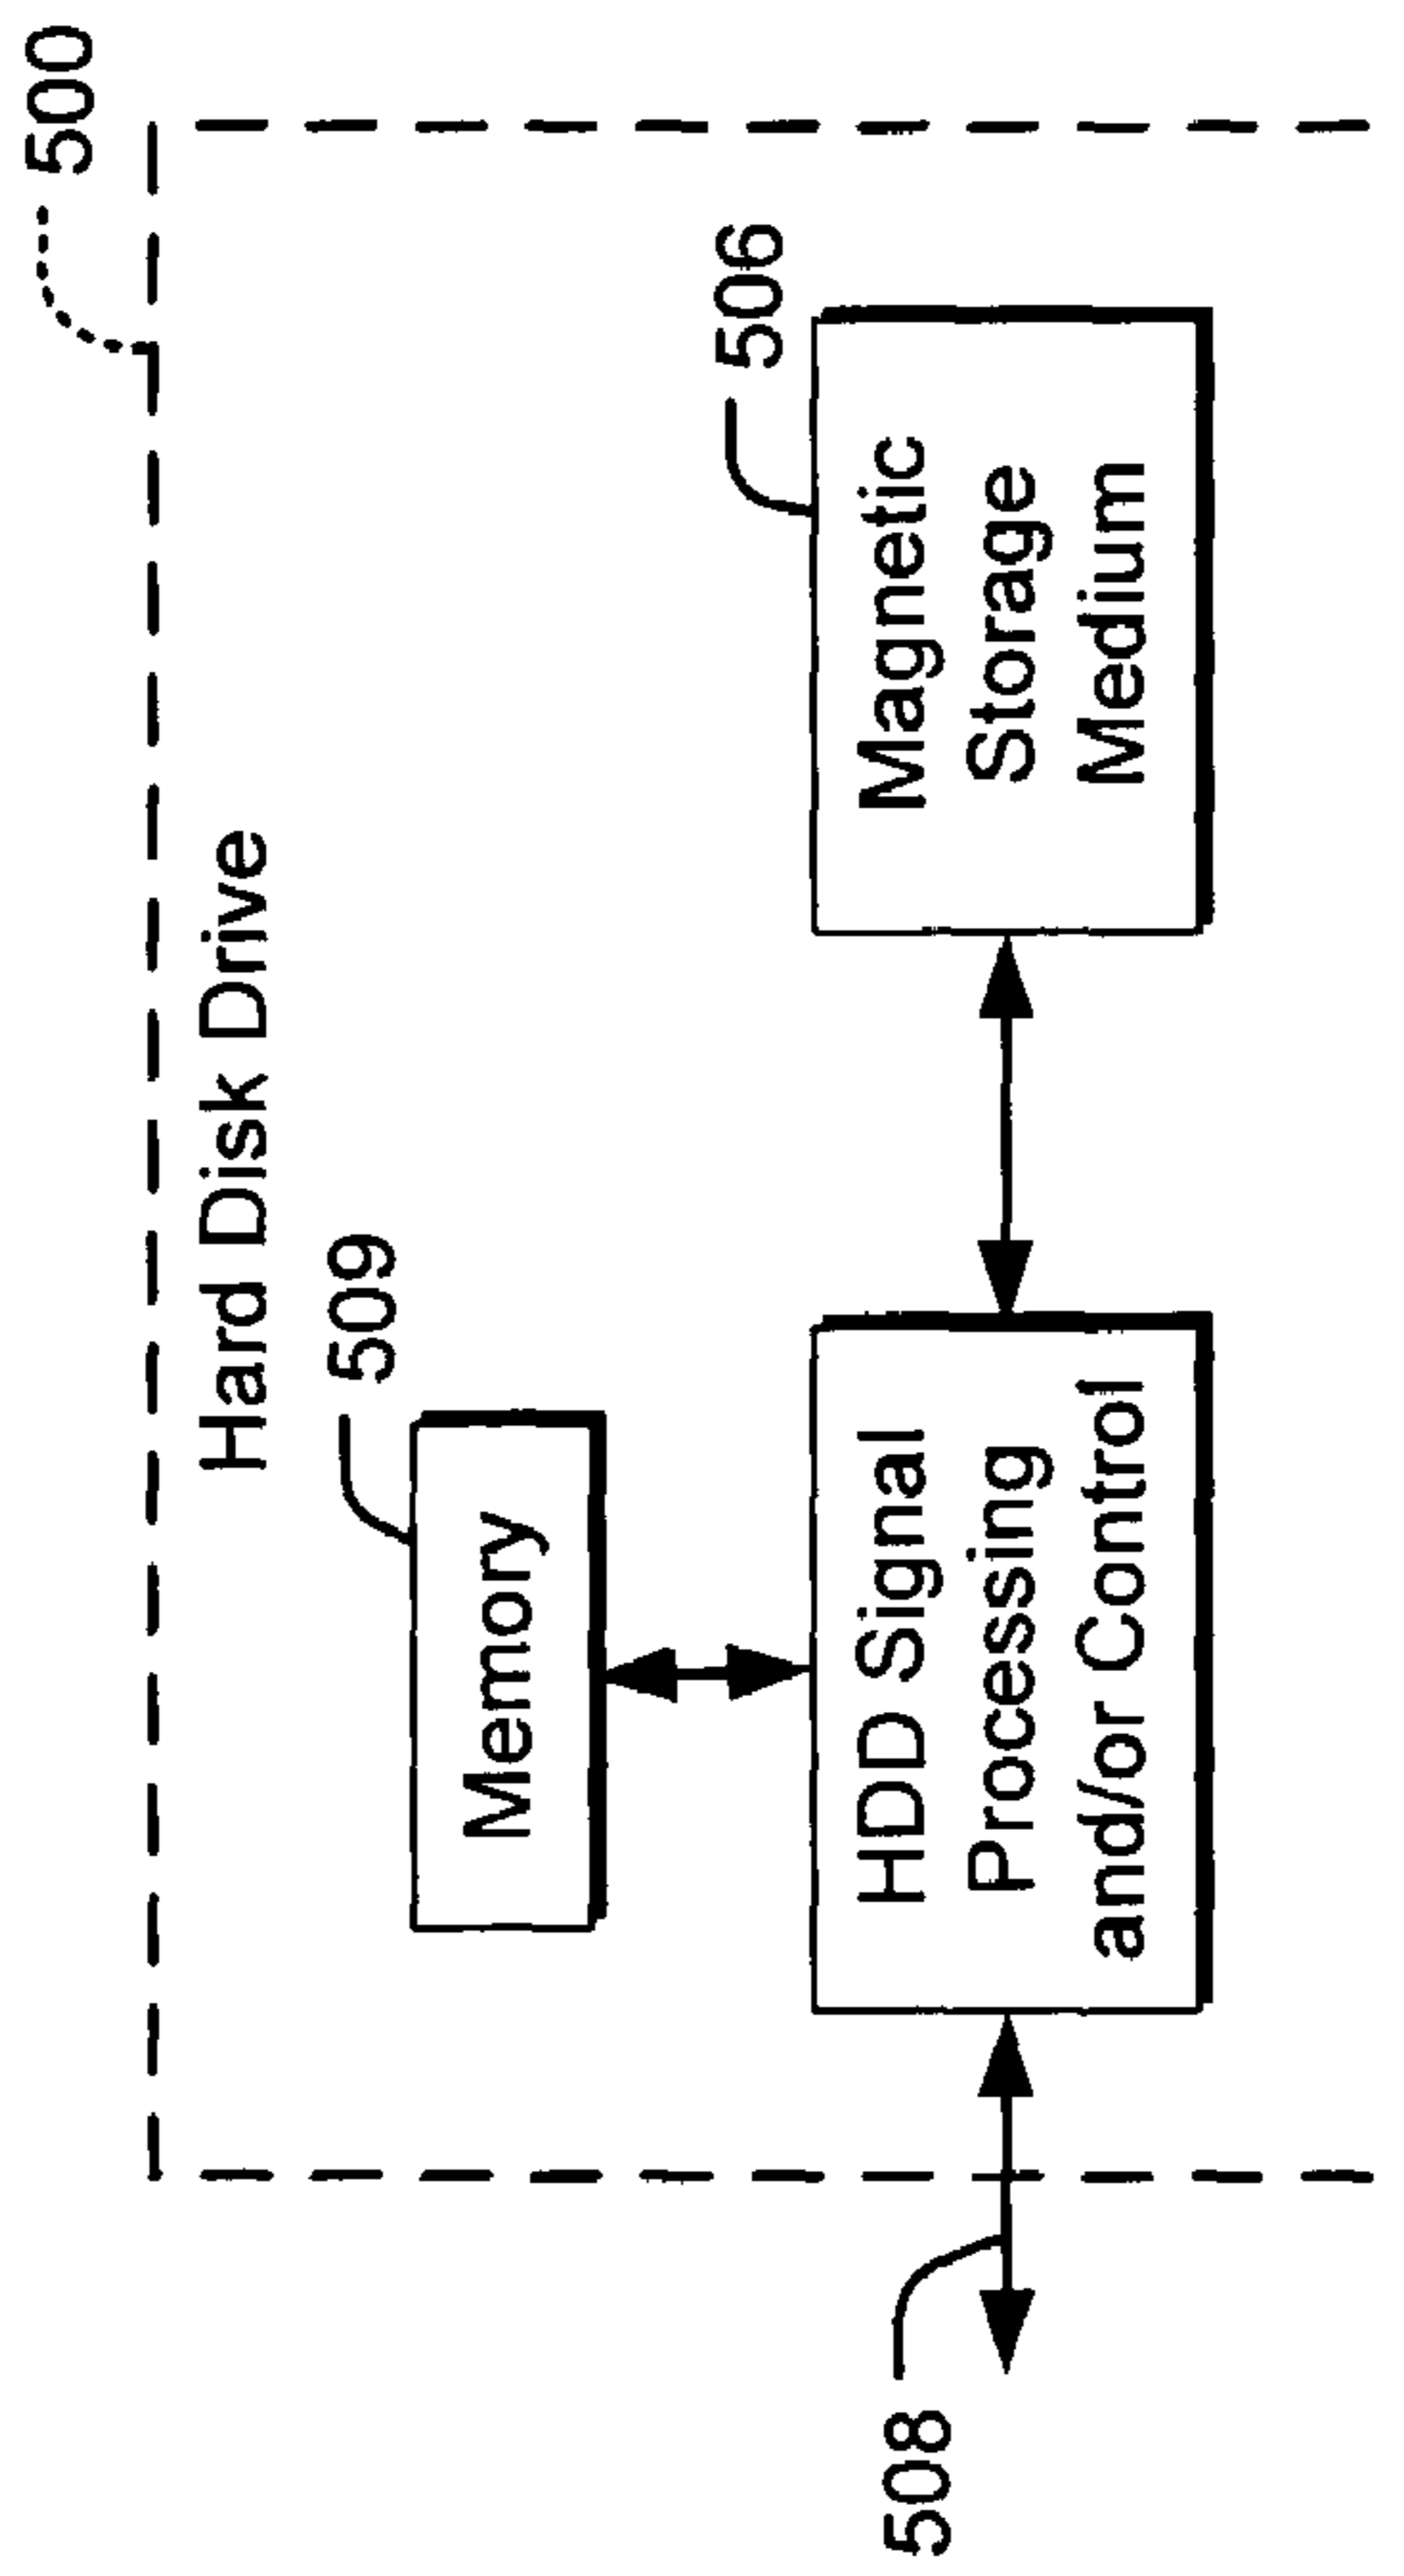 500
Hard Disk Drive
509
Memory
506
HDD Signal
Processing
and/or Control
Magnetic
Storage
Medium
508